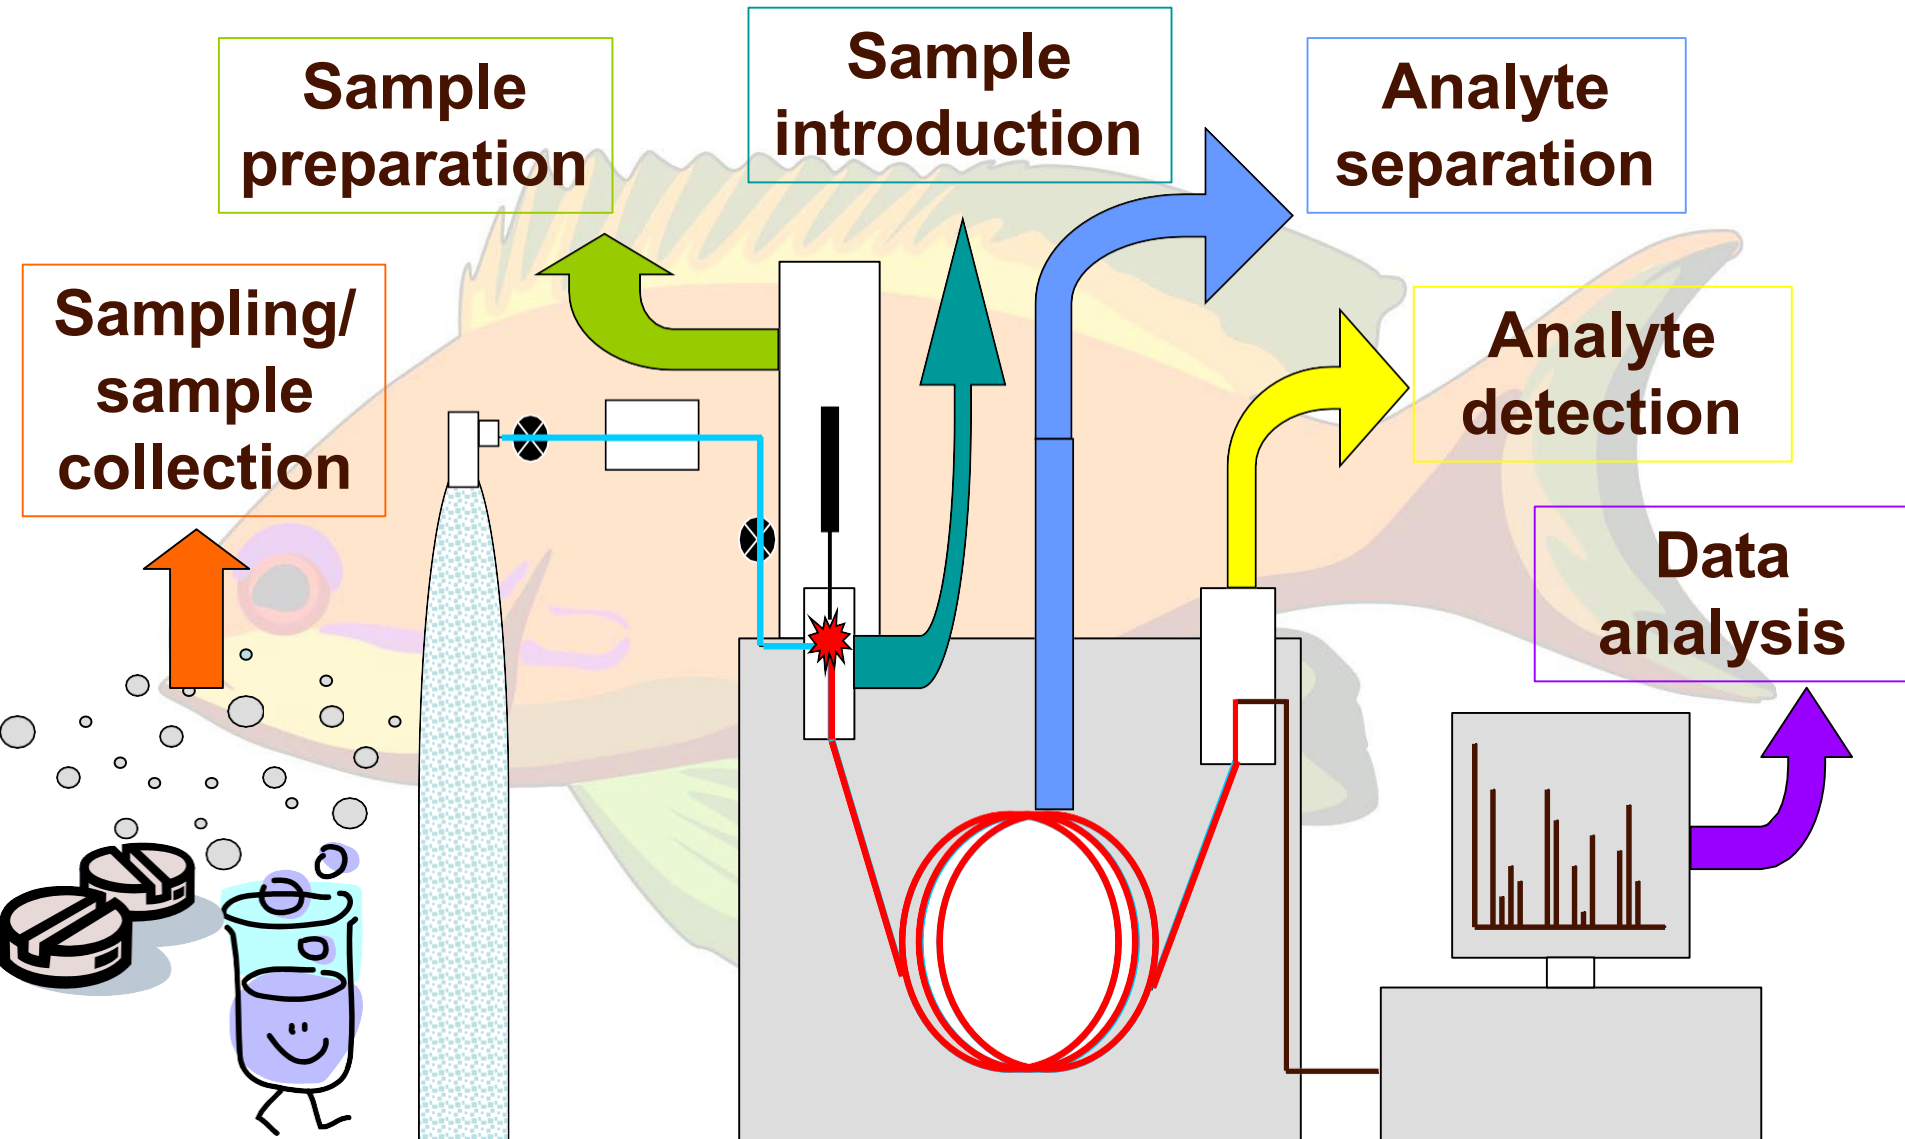 Sampling/
sample
collection
Sample
preparation
Sample
introduction
Analyte
separation
Analyte
detection
Data
analysis